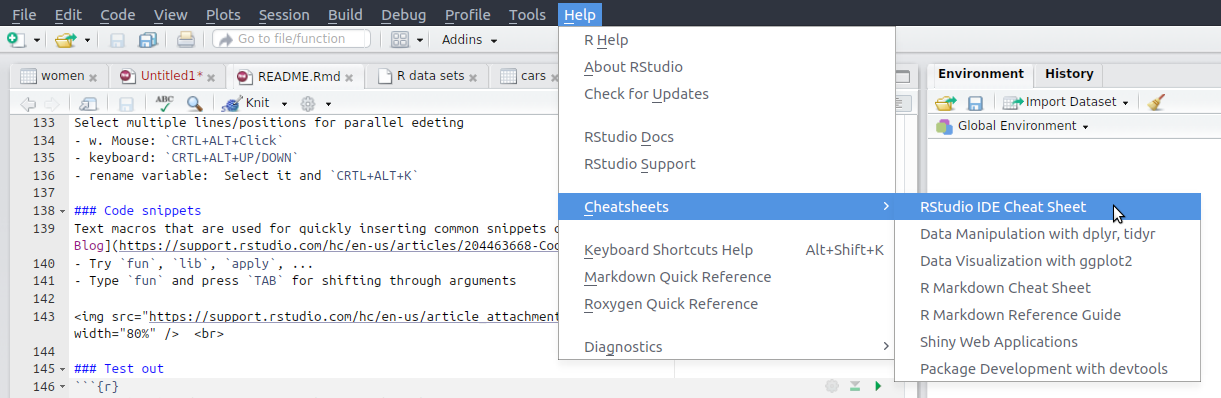 File Edit Code View Plots Session Build Debug Profile Tools Help
Go to file/function Addins
women Untitled1* README.Rmd R data sets cars
ABC Knit
133 Select multiple lines/positions for parallel edeting
134 - w. Mouse: `CRTL+ALT+Click`
135 - keyboard: `CRTL+ALT+UP/DOWN`
136 - rename variable:  Select it and `CRTL+ALT+K`
137
138 ### Code snippets
139 Text macros that are used for quickly inserting common snippets
Blog](https://support.rstudio.com/hc/en-us/articles/204463668-Co
140 - Try `fun`, `lib`, `apply`, ...
141 - Type `fun` and press `TAB` for shifting through arguments
142
143 <img src="https://support.rstudio.com/hc/en-us/article_attachment
width="80%" />  <br>
144
145 ### Test out
146 ```{r}
R Help
About RStudio
Check for Updates
RStudio Docs
RStudio Support
Cheatsheets
Keyboard Shortcuts Help Alt+Shift+K
Markdown Quick Reference
Roxygen Quick Reference
Diagnostics
RStudio IDE Cheat Sheet
Data Manipulation with dplyr, tidyr
Data Visualization with ggplot2
R Markdown Cheat Sheet
R Markdown Reference Guide
Shiny Web Applications
Package Development with devtools
Environment History
Import Dataset
Global Environment